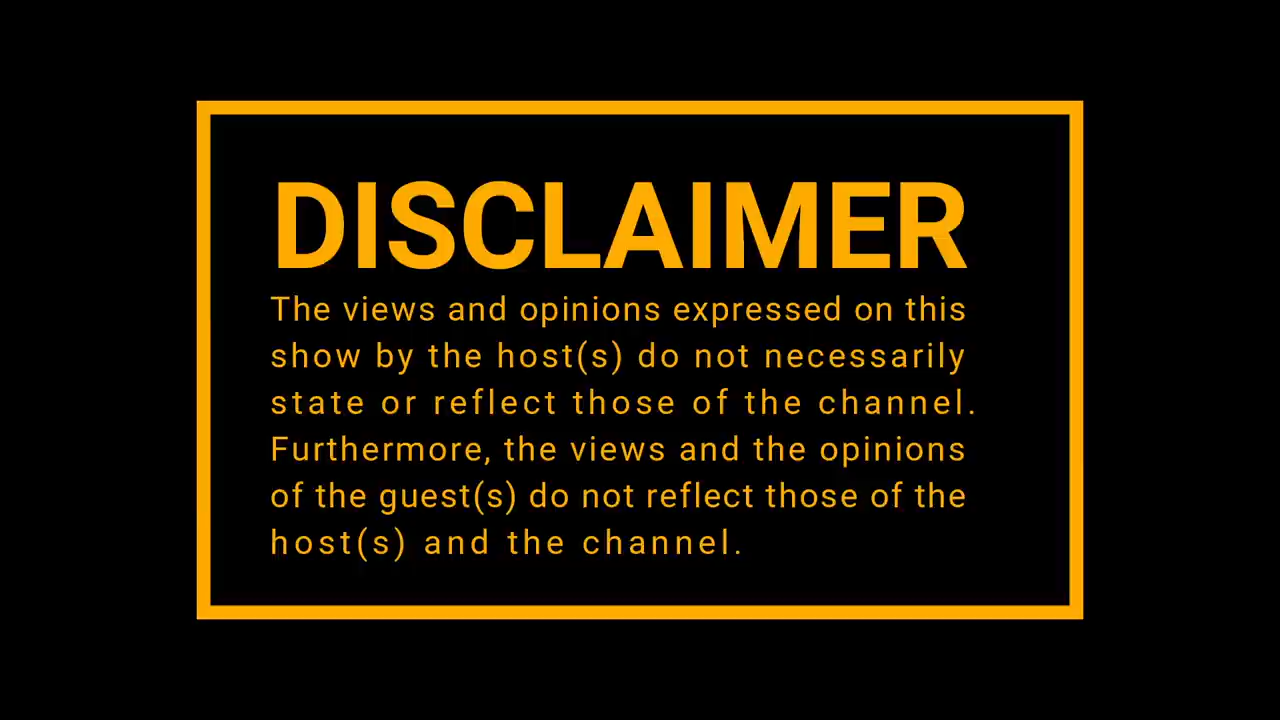 DISCLAIMER
The views and opinions expressed on this
show by the host(s) do not necessarily
state or reflect those of the channel.
Furthermore, the views and the opinions
of the guest(s) do not reflect those of the
host(s) and the channel.